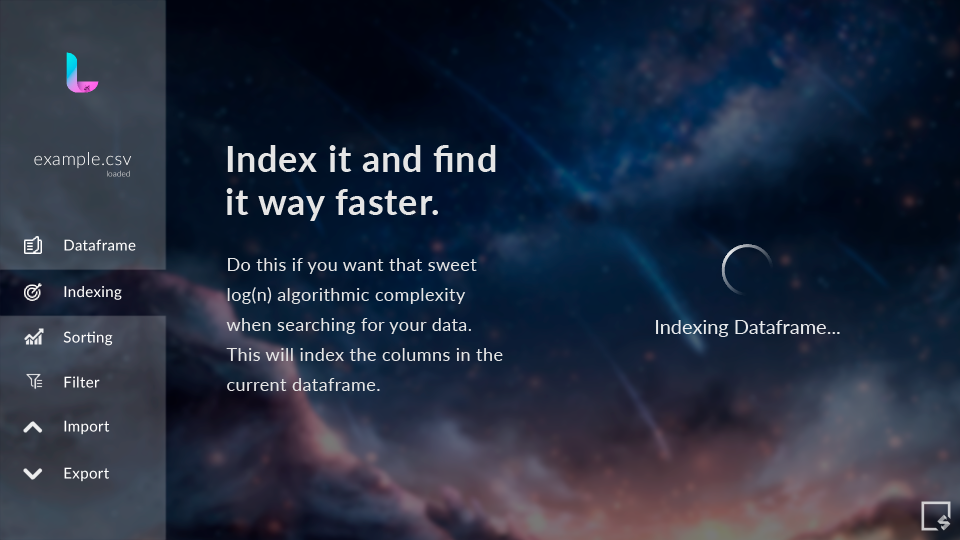 example.csv
loaded
Dataframe
Indexing
Sorting
Filter
Import
Export
Index it and find
it way faster.
Do this if you want that sweet
log(n) algorithmic complexity
when searching for your data.
This will index the columns in the
current dataframe.
Indexing Dataframe...